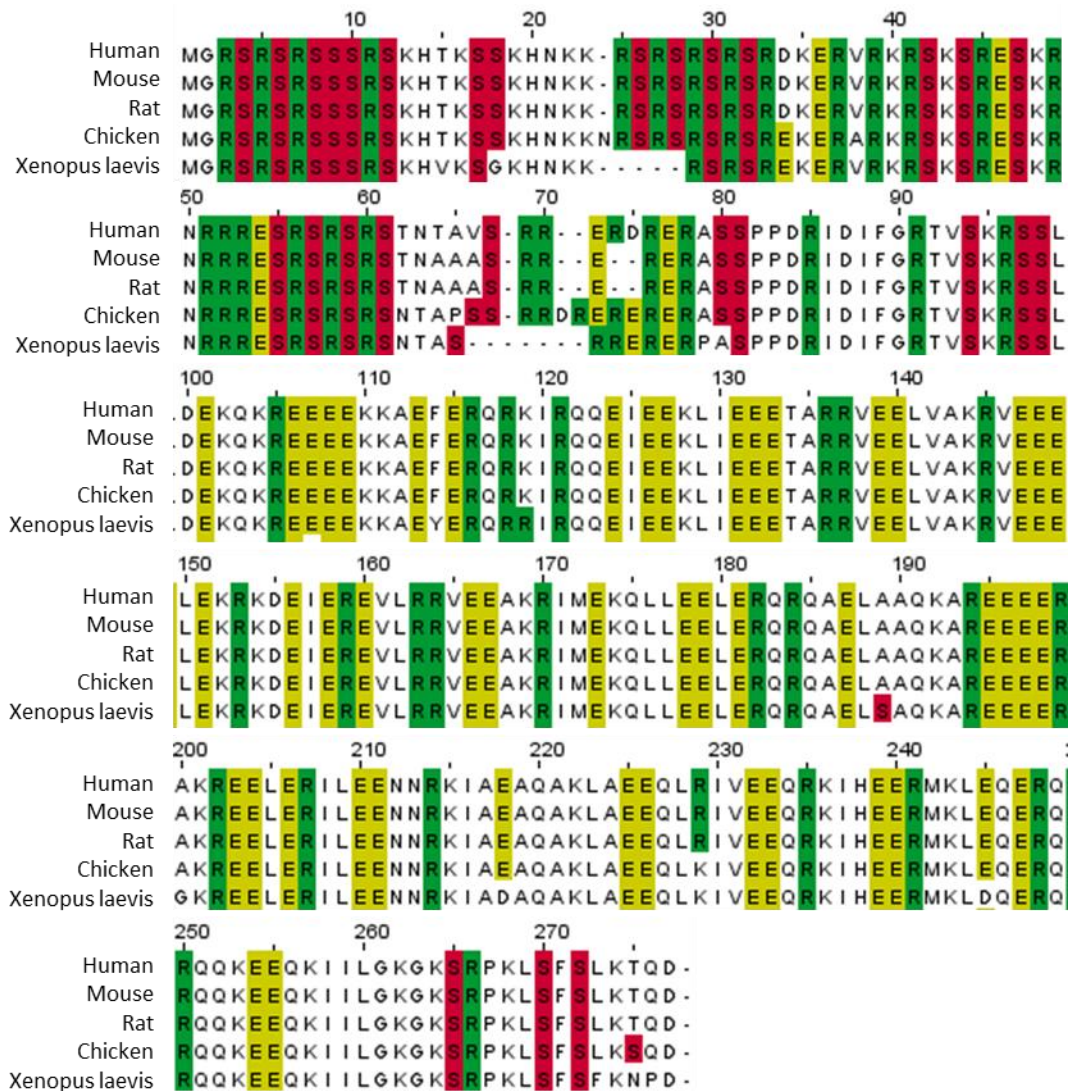 10 20 30 40
Human MGRSRSRSSSRSKHTKSSKHNKK-RSRSRSRSRDKERVRKRSKSRESKR
Mouse MGRSRSRSSSRSKHTKSSKHNKK-RSRSRSRSRDKERVRKRSKSRESKR
Rat MGRSRSRSSSRSKHTKSSKHNKK-RSRSRSRSRDKERVRKRSKSRESKR
Chicken MGRSRSRSSSRSKHTKSSKHNKKNRSRSRSRSREKERARKRSKSRESKR
Xenopus laevis MGRSRSRSSSRSKHVKSGKHNKK-----RSRSREKERVRKRSKSRESKR
50 60 70 80 90
Human NRRRESRSRSRSTNTAVS-RR--ERDRERASSPPDRIDIFGRTVSKRSSL
Mouse NRRRESRSRSRSTNAAAS-RR--E--RERASSPPDRIDIFGRTVSKRSSL
Rat NRRRESRSRSRSTNAAAS-RR--E--RERASSPPDRIDIFGRTVSKRSSL
Chicken NRRRESRSRSRSNTAPSS-RRDRERERERASSPPDRIDIFGRTVSKRSSL
Xenopus laevis NRRRESRSRSRSNTAS-------RRERERPASPPDRIDIFGRTVSKRSSL
100 110 120 130 140
Human .DEKQKREEEEKKAEFERQRKIRQQEIEEKLIEEETARRVEELVAKRVEEE
Mouse .DEKQKREEEEKKAEFERQRKIRQQEIEEKLIEEETARRVEELVAKRVEEE
Rat .DEKQKREEEEKKAEFERQRKIRQQEIEEKLIEEETARRVEELVAKRVEEE
Chicken .DEKQKREEEEKKAEFERQRKIRQQEIEEKLIEEETARRVEELVAKRVEEE
Xenopus laevis .DEKQKREEEEKKAEYERQRRIRQQEIEEKLIEEETARRVEELVAKRVEEE
150 160 170 180 190
Human LEKRKDEIEREVLRRVEEAKRIMEKQLLEELERQRQAELAAQKAREEEER
Mouse LEKRKDEIEREVLRRVEEAKRIMEKQLLEELERQRQAELAAQKAREEEER
Rat LEKRKDEIEREVLRRVEEAKRIMEKQLLEELERQRQAELAAQKAREEEER
Chicken LEKRKDEIEREVLRRVEEAKRIMEKQLLEELERQRQAELAAQKAREEEER
Xenopus laevis LEKRKDEIEREVLRRVEEAKRIMEKQLLEELERQRQAELSAQKAREEEER
200 210 220 230 240
Human AKREELERILEENNRKIAEAQAKLAEEQLRIVEEQRKIHEERMKLEQERQ
Mouse AKREELERILEENNRKIAEAQAKLAEEQLRIVEEQRKIHEERMKLEQERQ
Rat AKREELERILEENNRKIAEAQAKLAEEQLRIVEEQRKIHEERMKLEQERQ
Chicken AKREELERILEENNRKIAEAQAKLAEEQLKIVEEQRKIHEERMKLEQERQ
Xenopus laevis GKREELERILEENNRKIADAQAKLAEEQLKIVEEQRKIHEERMKLDQERQ
250 260 270
Human RQQKEEQKIILGKGKSRPKLSFSLKTQD-
Mouse RQQKEEQKIILGKGKSRPKLSFSLKTQD-
Rat RQQKEEQKIILGKGKSRPKLSFSLKTQD-
Chicken RQQKEEQKIILGKGKSRPKLSFSLKSQD-
Xenopus laevis RQQKEEQKIILGKGKSRPKLSFSFKNPD-